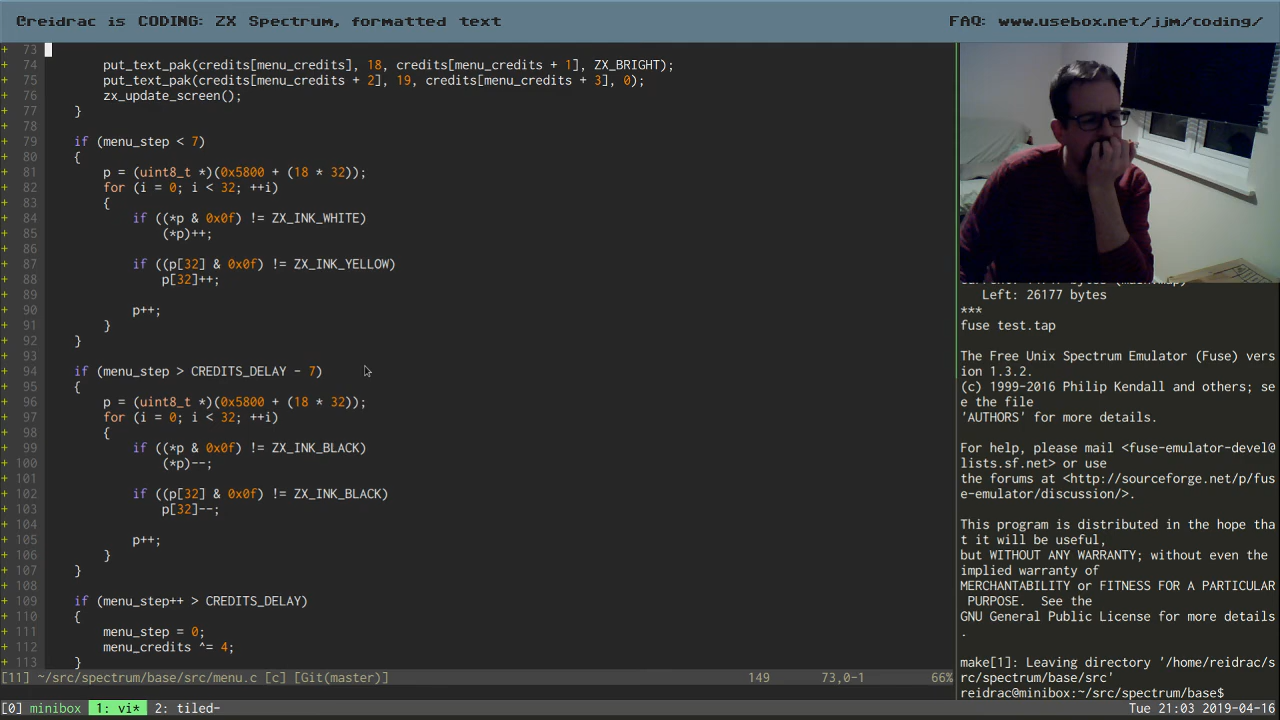 @reidrac is CODING: ZX Spectrum, formatted text
FAQ: www.usebox.net/jjm/coding/
+ 73
+ 74 put_text_pak(credits[menu_credits], 18, credits[menu_credits + 1], ZX_BRIGHT);
+ 75 put_text_pak(credits[menu_credits + 2], 19, credits[menu_credits + 3], 0);
+ 76 zx_update_screen();
+ 77 }
+ 78
+ 79 if (menu_step < 7)
+ 80 {
+ 81 p = (uint8_t *)(0x5800 + (18 * 32));
+ 82 for (i = 0; i < 32; ++i)
+ 83 {
+ 84 if ((*p & 0x0f) != ZX_INK_WHITE)
+ 85 (*p)++;
+ 86
+ 87 if ((p[32] & 0x0f) != ZX_INK_YELLOW)
+ 88 p[32]++;
+ 89
+ 90 p++;
+ 91 }
+ 92 }
+ 93
+ 94 if (menu_step > CREDITS_DELAY - 7)
+ 95 {
+ 96 p = (uint8_t *)(0x5800 + (18 * 32));
+ 97 for (i = 0; i < 32; ++i)
+ 98 {
+ 99 if ((*p & 0x0f) != ZX_INK_BLACK)
+ 100 (*p)--;
+ 101
+ 102 if ((p[32] & 0x0f) != ZX_INK_BLACK)
+ 103 p[32]--;
+ 104
+ 105 p++;
+ 106 }
+ 107 }
+ 108
+ 109 if (menu_step++ > CREDITS_DELAY)
+ 110 {
+ 111 menu_step = 0;
+ 112 menu_credits ^= 4;
+ 113 }
[11] ~/src/spectrum/base/src/menu.c [c] [Git(master)] 149 73,0-1 66%
Left: 26177 bytes
***
fuse test.tap
The Free Unix Spectrum Emulator (Fuse) vers
ion 1.3.2.
(c) 1999-2016 Philip Kendall and others; se
e the file
'AUTHORS' for more details.
For help, please mail <fuse-emulator-devel@
lists.sf.net> or use
the forums at <http://sourceforge.net/p/fus
e-emulator/discussion/>.
This program is distributed in the hope tha
t it will be useful,
but WITHOUT ANY WARRANTY; without even the
implied warranty of
MERCHANTABILITY or FITNESS FOR A PARTICULAR
PURPOSE. See the
GNU General Public License for more details
.
make[1]: Leaving directory '/home/reidrac/s
rc/spectrum/base/src'
reidrac@minibox:~/src/spectrum/base$
[0] minibox 1: vi* 2: tiled- Tue 21:03 2019-04-16